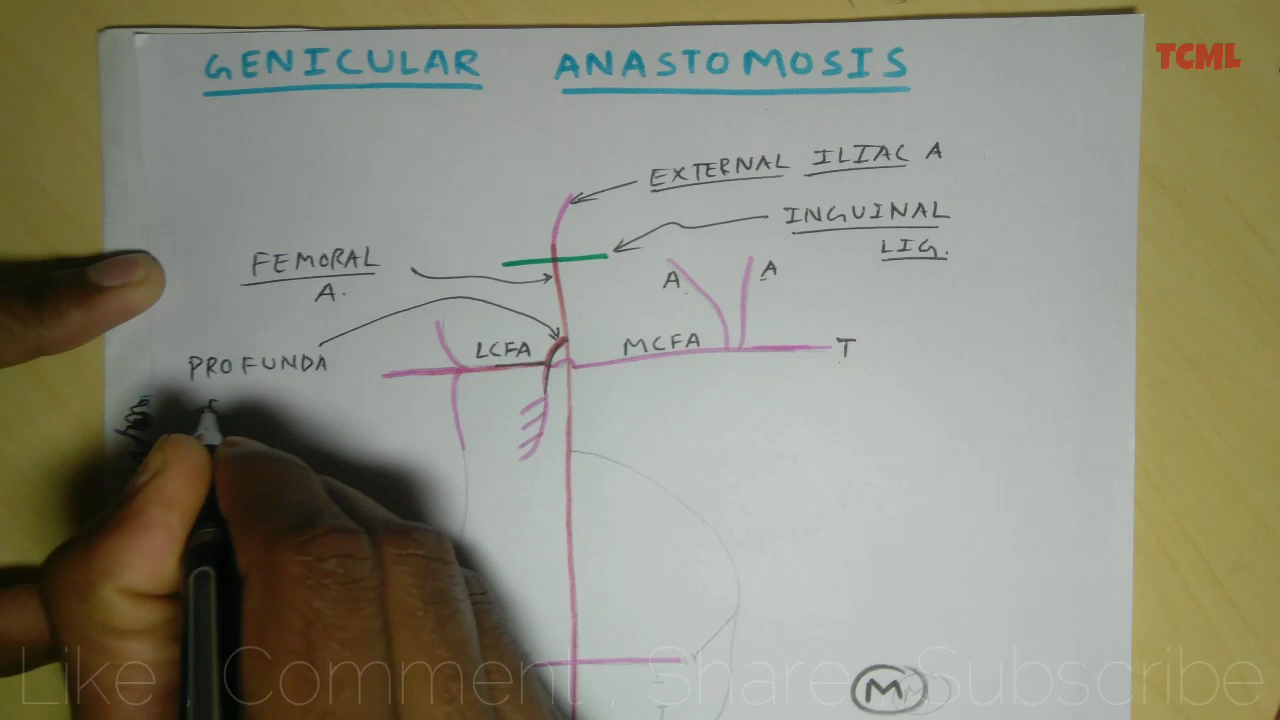 GENICULAR ANASTOMOSIS
TCML
EXTERNAL ILIAC A
INGUINAL
LIG.
FEMORAL
A.
A
A
PROFUNDA
LCFA
MCFA
T
M
Like, Comment, Share, Subscribe